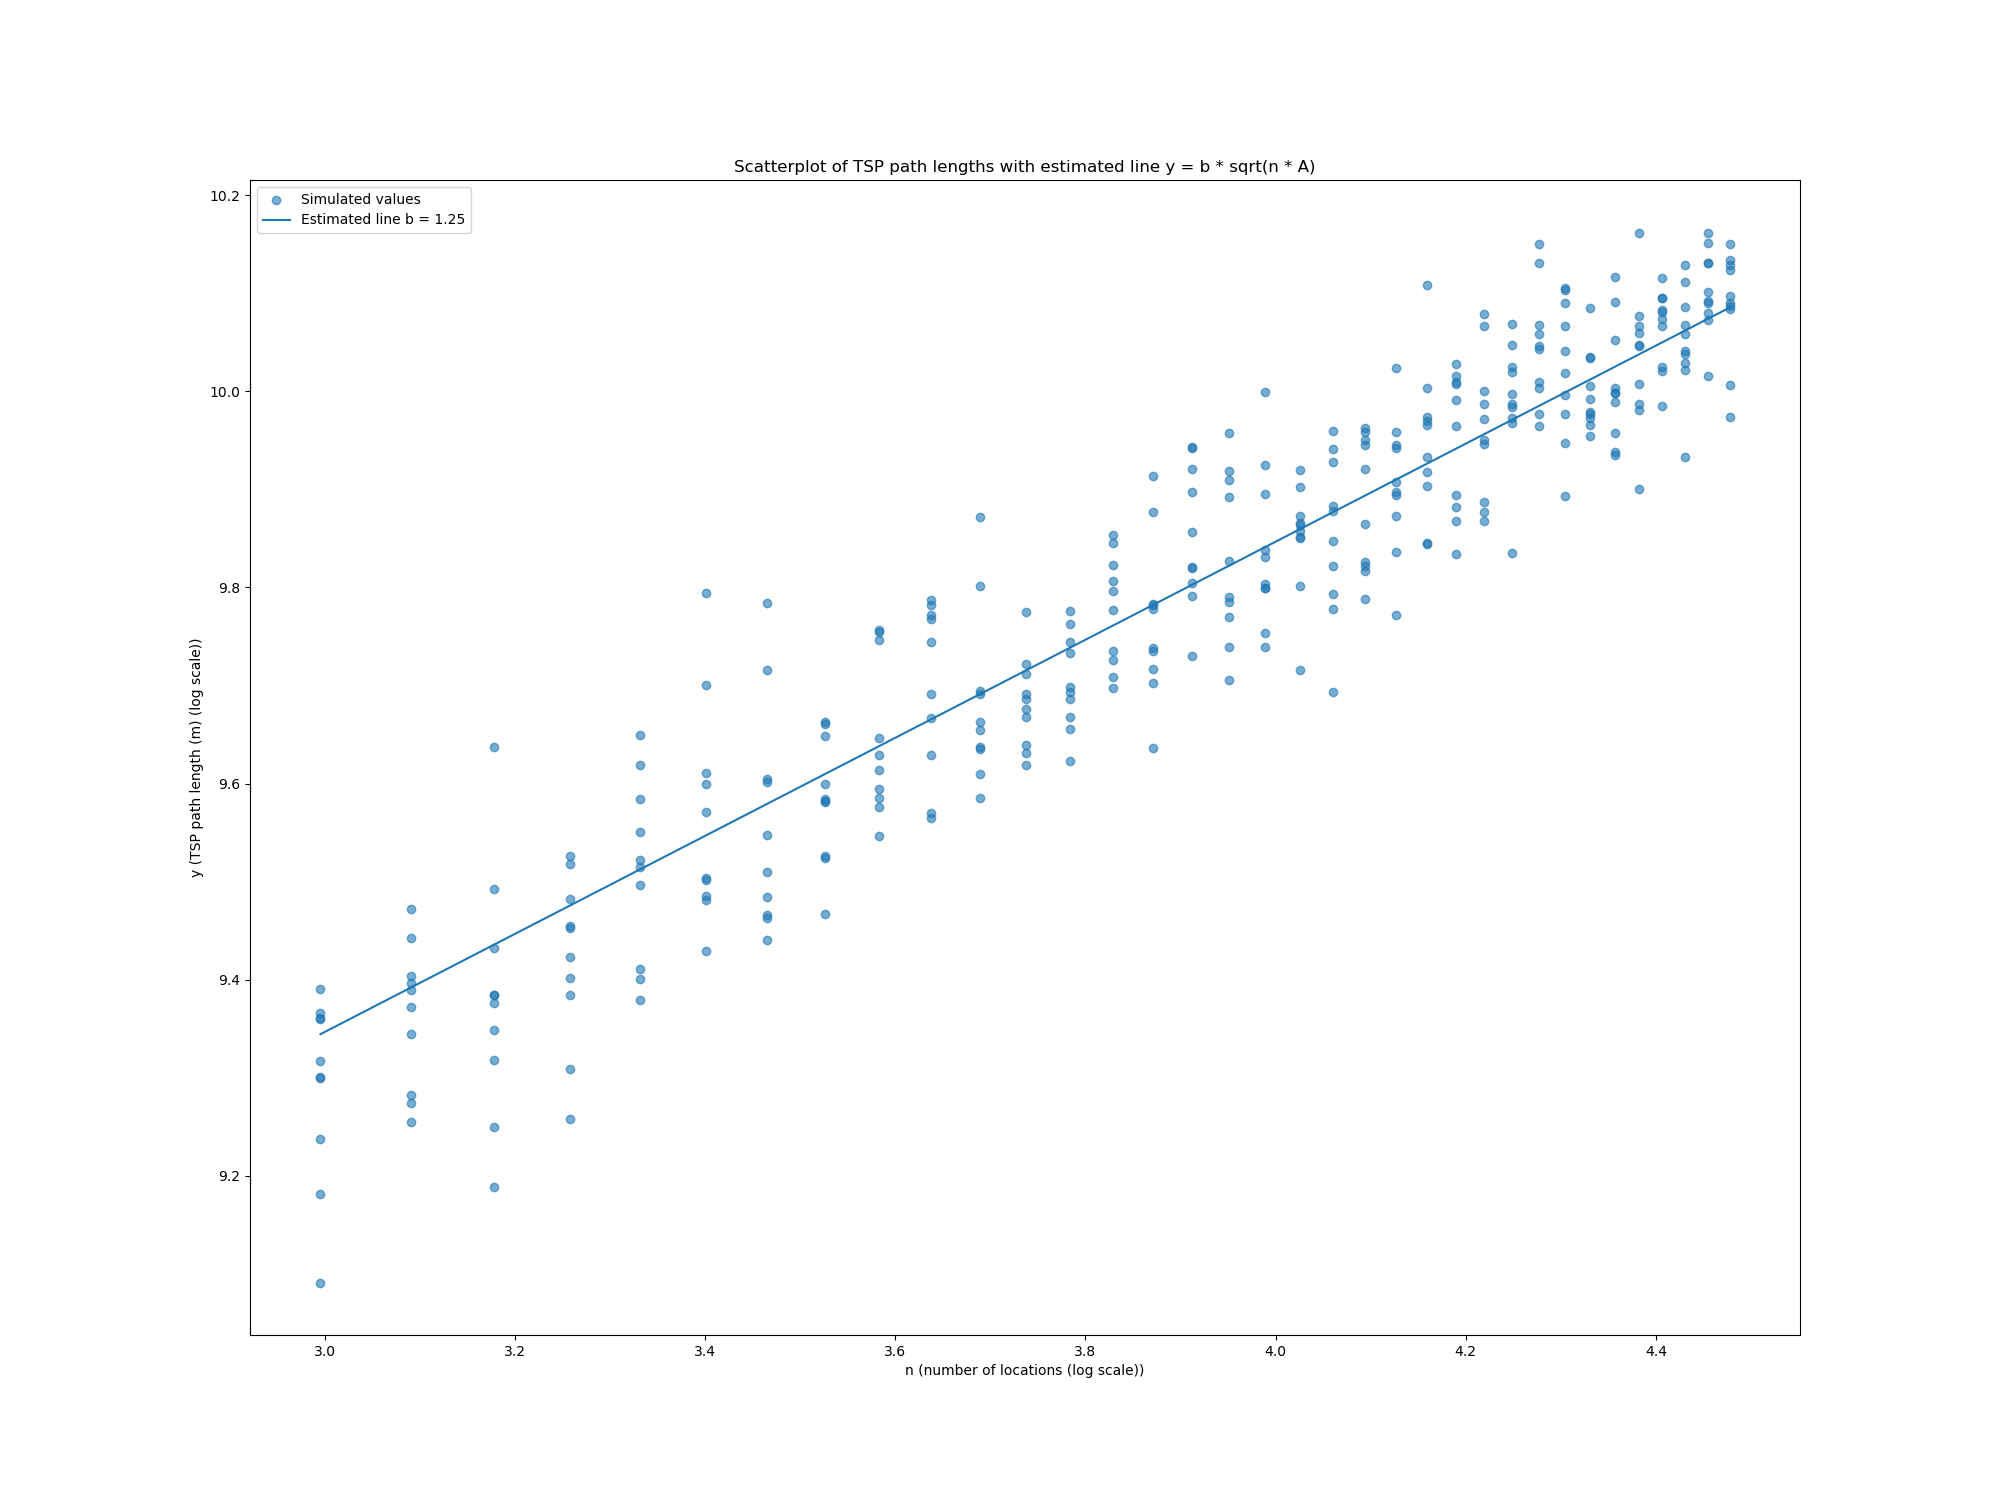 Scatterplot of TSP path lengths with estimated line y = b * sqrt(n * A)
Simulated values
Estimated line b = 1.25
10.2
10.0
9.8
9.6
9.4
9.2
y (TSP path length (m) (log scale))
3.0 3.2 3.4 3.6 3.8 4.0 4.2 4.4
n (number of locations (log scale))